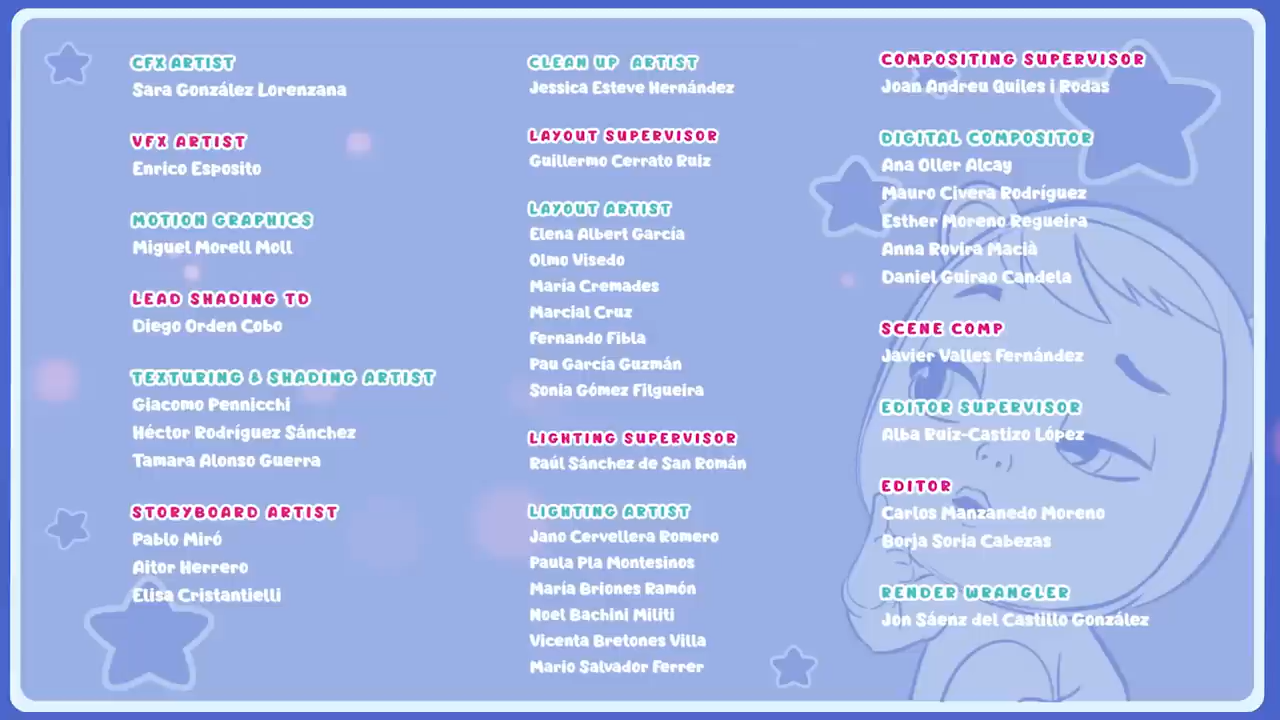 CFX ARTIST
Sara González Lorenzana
VFX ARTIST
Enrico Esposito
MOTION GRAPHICS
Miguel Morell Moll
LEAD SHADING TD
Diego Orden Cobo
TEXTURING & SHADING ARTIST
Giacomo Pennicchi
Héctor Rodríguez Sánchez
Tamara Alonso Guerra
STORYBOARD ARTIST
Pablo Miró
Aitor Herrero
Elisa Cristantielli
CLEAN UP ARTIST
Jessica Esteve Hernández
LAYOUT SUPERVISOR
Guillermo Cerrato Ruiz
LAYOUT ARTIST
Elena Albert García
Olmo Visedo
María Cremades
Marcial Cruz
Fernando Fibla
Pau García Guzmán
Sonia Gómez Filgueira
LIGHTING SUPERVISOR
Raúl Sánchez de San Román
LIGHTING ARTIST
Jano Cervellera Romero
Paula Pla Montesinos
María Briones Ramón
Noel Bachini Militi
Vicenta Bretones Villa
Mario Salvador Ferrer
COMPOSITING SUPERVISOR
Joan Andreu Quiles i Rodas
DIGITAL COMPOSITOR
Ana Oller Alcay
Mauro Civera Rodríguez
Esther Moreno Regueira
Anna Rovira Macià
Daniel Guirao Candela
SCENE COMP
Javier Valles Fernández
EDITOR SUPERVISOR
Alba Ruíz-Castizo López
EDITOR
Carlos Manzanedo Moreno
Borja Soria Cabezas
RENDER WRANGLER
Jon Sáenz del Castillo González